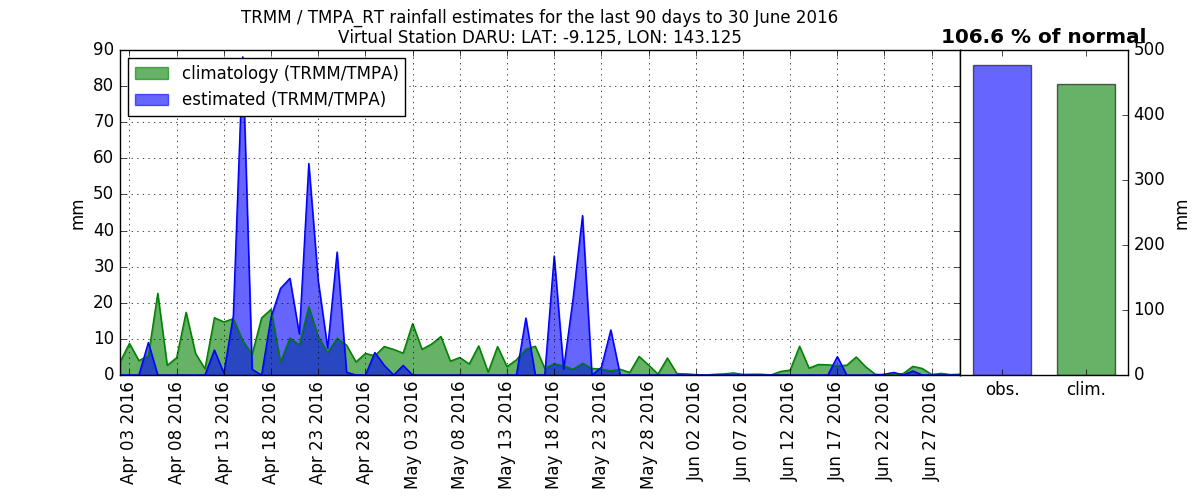 TRMM / TMPA_RT rainfall estimates for the last 90 days to 30 June 2016
Virtual Station DARU: LAT: -9.125, LON: 143.125
106.6 % of normal
climatology (TRMM/TMPA)
estimated (TRMM/TMPA)
90
80
70
60
50
40
30
20
10
0
mm
Apr 03 2016
Apr 08 2016
Apr 13 2016
Apr 18 2016
Apr 23 2016
Apr 28 2016
May 03 2016
May 08 2016
May 13 2016
May 18 2016
May 23 2016
May 28 2016
Jun 02 2016
Jun 07 2016
Jun 12 2016
Jun 17 2016
Jun 22 2016
Jun 27 2016
500
400
300
200
100
0
mm
obs.
clim.